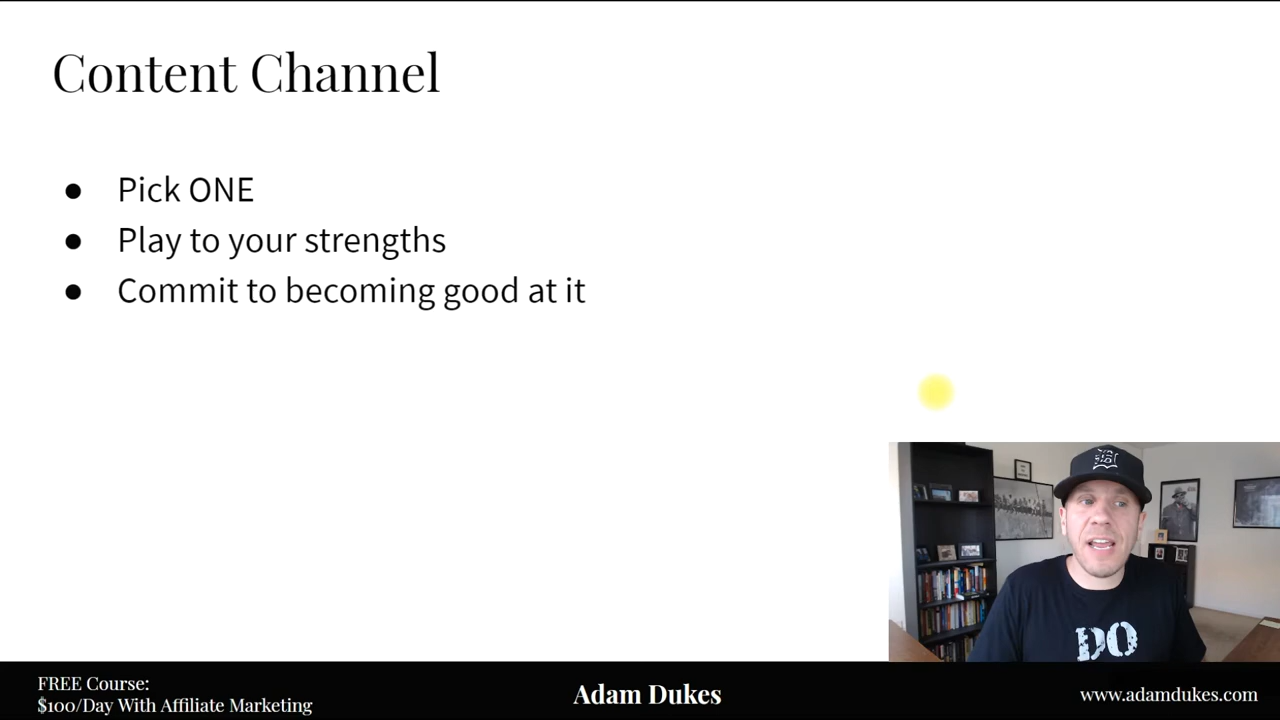 Content Channel
● Pick ONE
● Play to your strengths
● Commit to becoming good at it
DO
FREE Course:
$100/Day With Affiliate Marketing
Adam Dukes
www.adamdukes.com